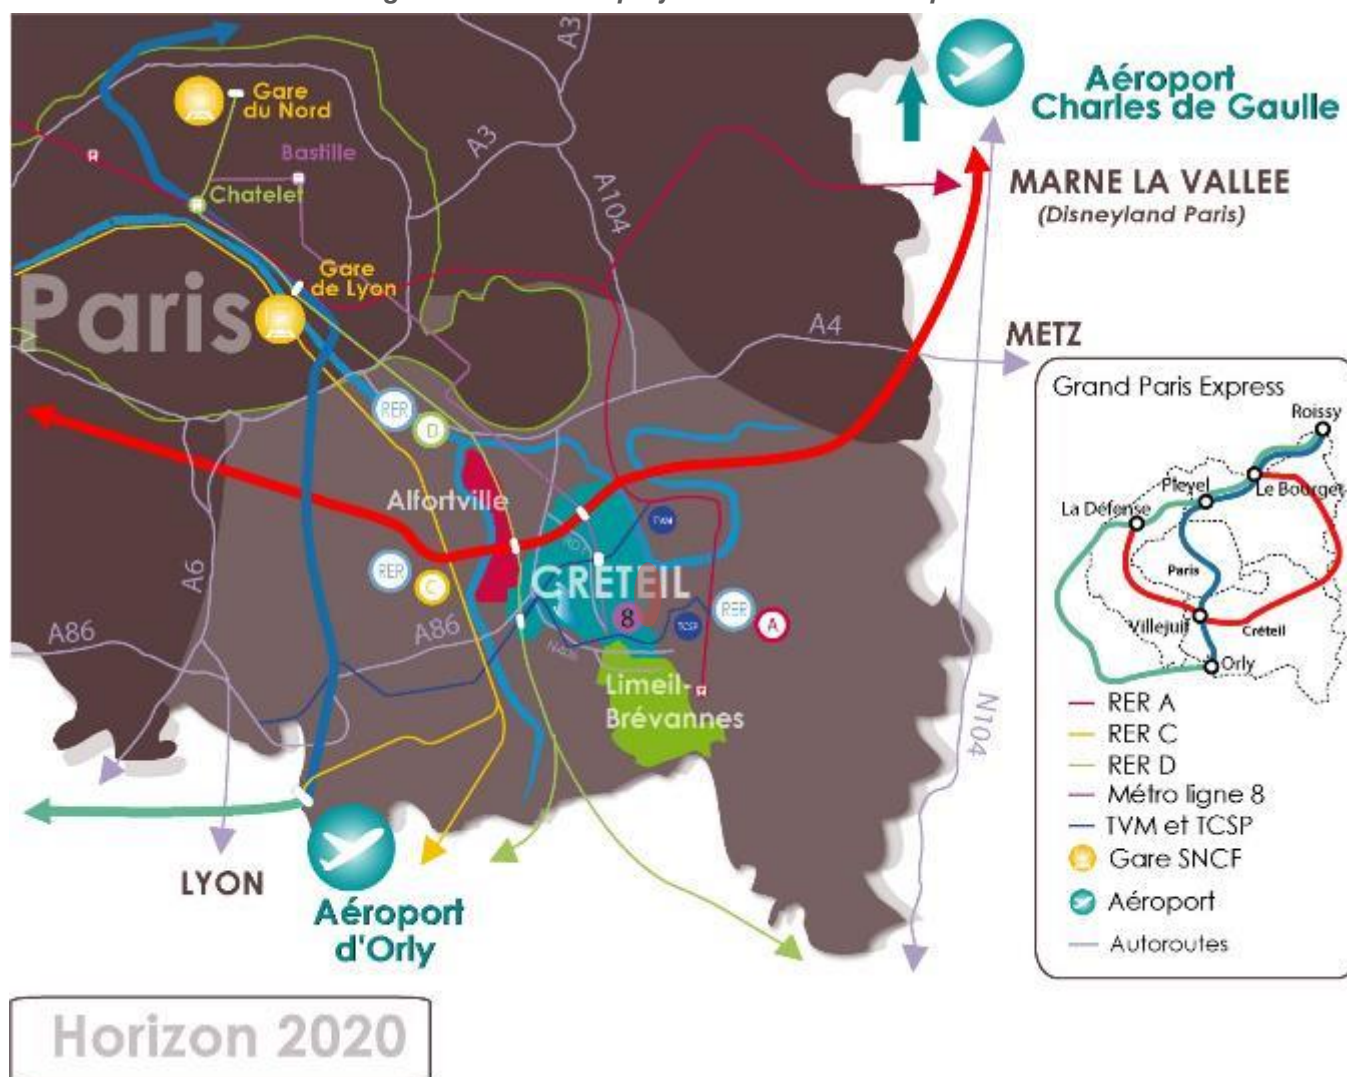 Gare
du Nord
Bastille
Chatelet
Gare
de Lyon
Paris
A3
A3
A104
A4
Aéroport
Charles de Gaulle
MARNE LA VALLEE
(Disneyland Paris)
METZ
RER
D
Alfortville
TVM
RER
C
CRÉTEIL
8
TCSP
RER
A
A6
A86
A86
Limeil-
Brévannes
N104
LYON
Aéroport
d'Orly
Grand Paris Express
Roissy
Pleyel
Le Bourget
La Défense
Paris
Villejuif
Créteil
Orly
RER A
RER C
RER D
Métro ligne 8
TVM et TCSP
Gare SNCF
Aéroport
Autoroutes
Horizon 2020